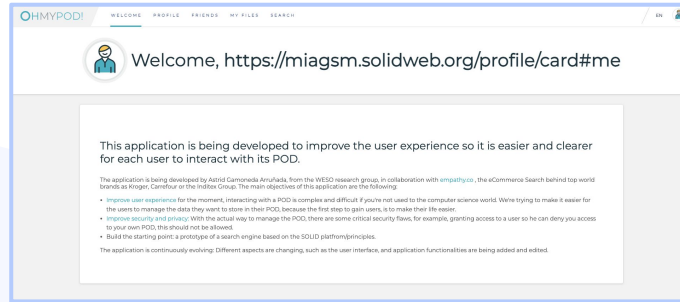 OHMYPOD!
WELCOME PROFILE FRIENDS MY FILES SEARCH
EN
Welcome, https://miagsm.solidweb.org/profile/card#me
This application is being developed to improve the user experience so it is easier and clearer
for each user to interact with its POD.
The application is being developed by Astrid Camoneda Arruñada, from the WESO research group, in collaboration with empathy.co , the eCommerce Search behind top world
brands as Kroger, Carrefour or the Inditex Group. The main objectives of this application are the following:
• Improve user experience for the moment, interacting with a POD is complex and difficult if you're not used to the computer science world. We're trying to make it easier for
the users to manage the data they want to store in their POD, because the first step to gain users, is to make their life easier.
• Improve security and privacy: With the actual way to manage the POD, there are some critical security flaws, for example, granting access to a user so he can deny you access
to your own POD, this should not be allowed.
• Build the starting point: a prototype of a search engine based on the SOLID platfrom/principles.
The application is continuously evolving: Different aspects are changing, such as the user interface, and application functionalities are being added and edited.